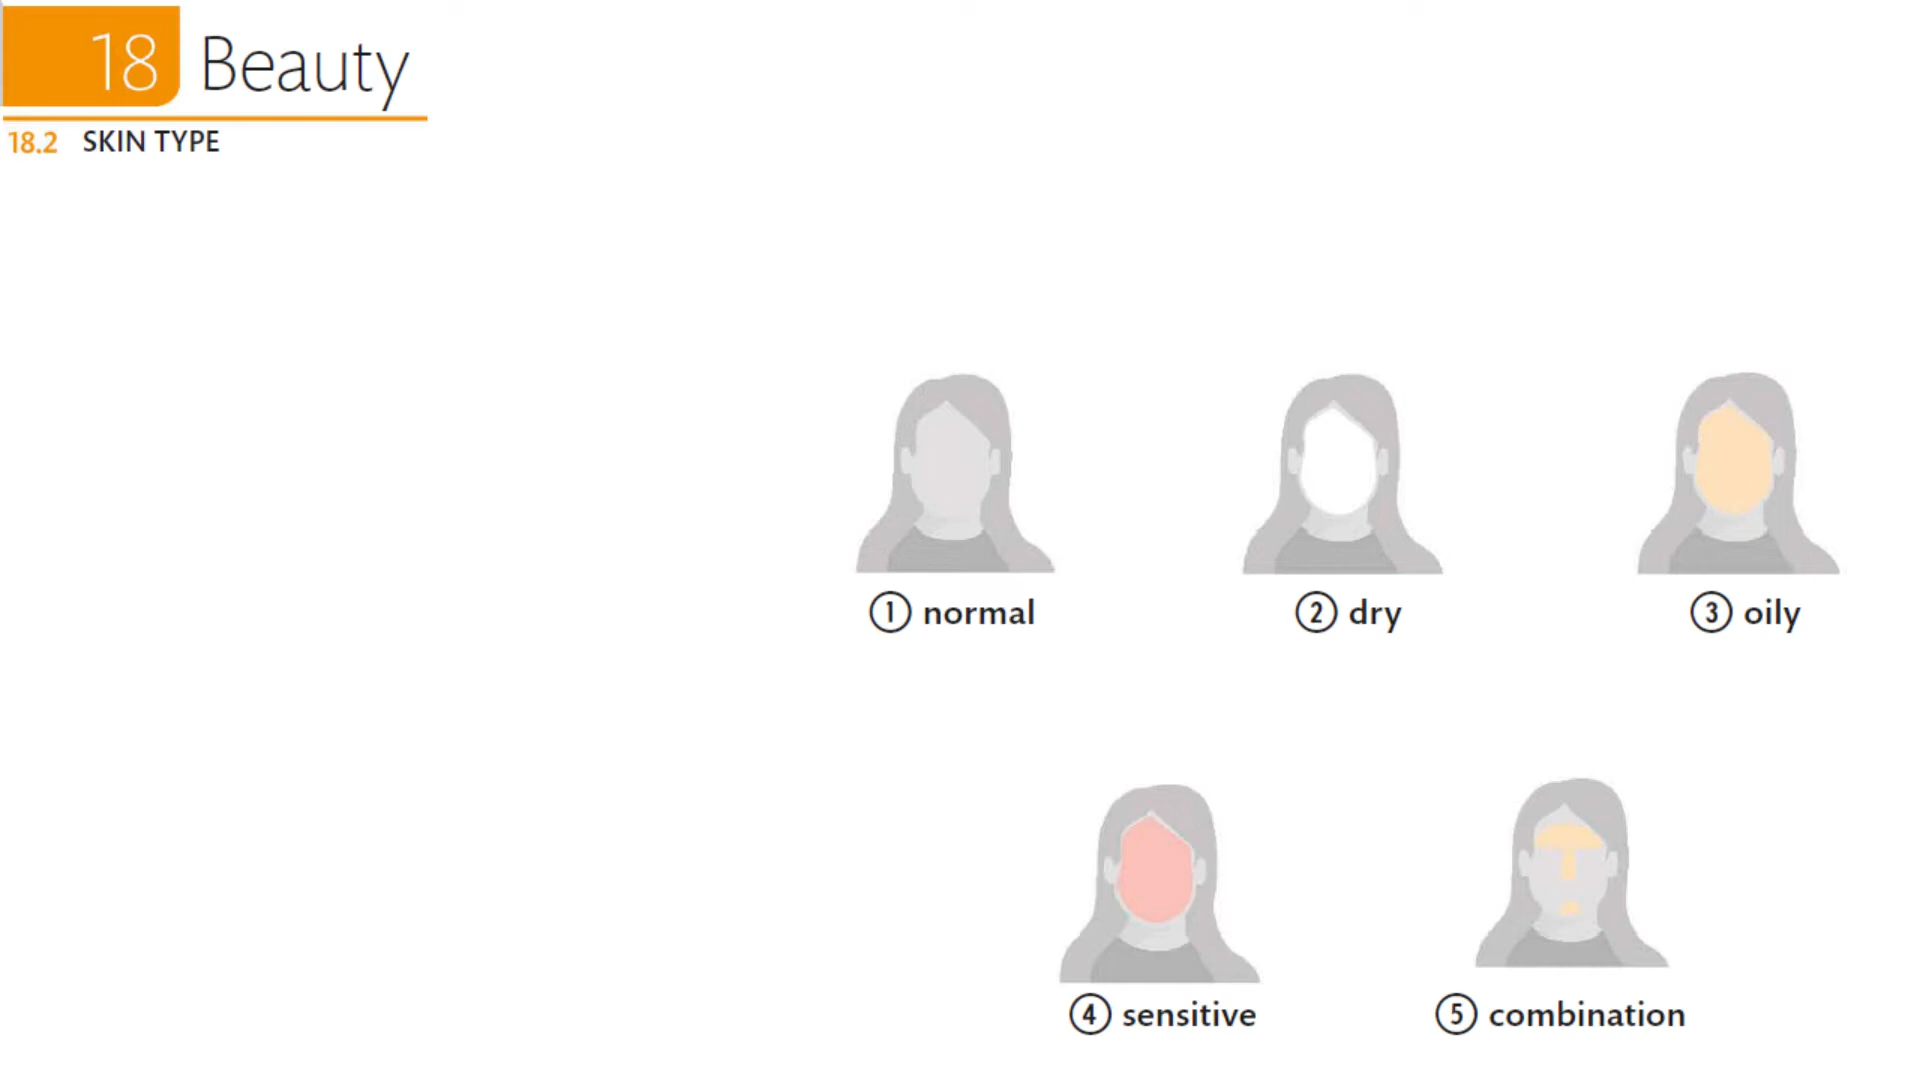 18 Beauty
18.2 SKIN TYPE
1 normal
2 dry
3 oily
4 sensitive
5 combination